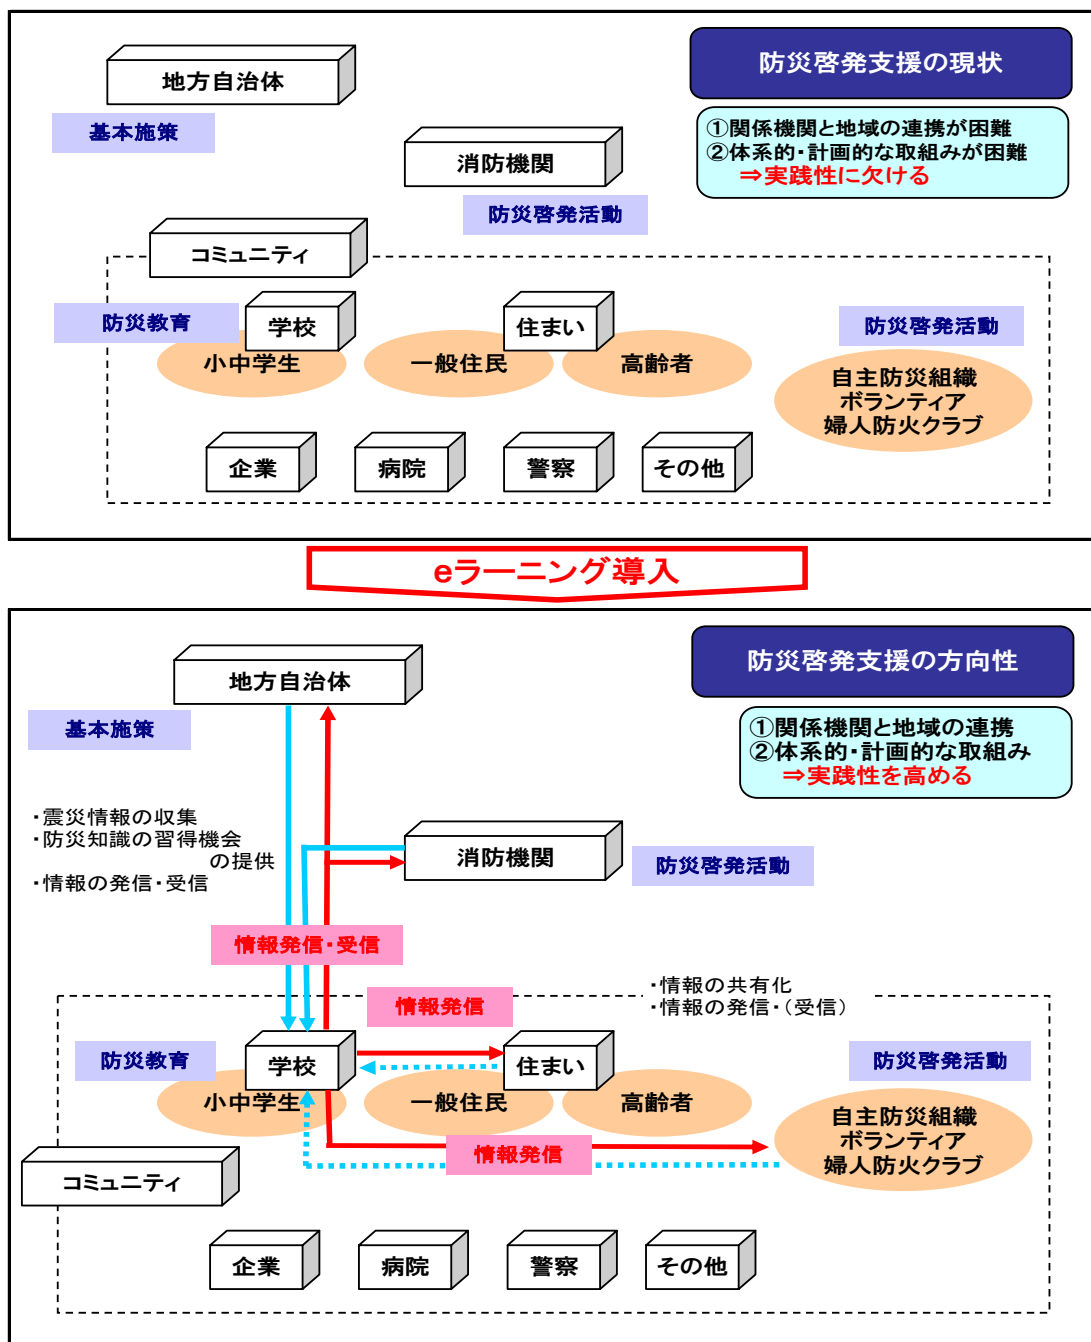 地方自治体
防災啓発支援の現状
基本施策
①関係機関と地域の連携が困難
②体系的・計画的な取組みが困難
⇒実践性に欠ける
消防機関
防災啓発活動
コミュニティ
防災教育
学校
住まい
防災啓発活動
小中学生
一般住民
高齢者
自主防災組織
ボランティア
婦人防火クラブ
企業
病院
警察
その他
eラーニング導入
地方自治体
防災啓発支援の方向性
基本施策
①関係機関と地域の連携
②体系的・計画的な取組み
⇒実践性を高める
・震災情報の収集
・防災知識の習得機会
の提供
・情報の発信・受信
消防機関
防災啓発活動
情報発信・受信
情報発信
・情報の共有化
・情報の発信・（受信）
防災教育
学校
住まい
防災啓発活動
小中学生
一般住民
高齢者
自主防災組織
ボランティア
婦人防火クラブ
情報発信
コミュニティ
企業
病院
警察
その他